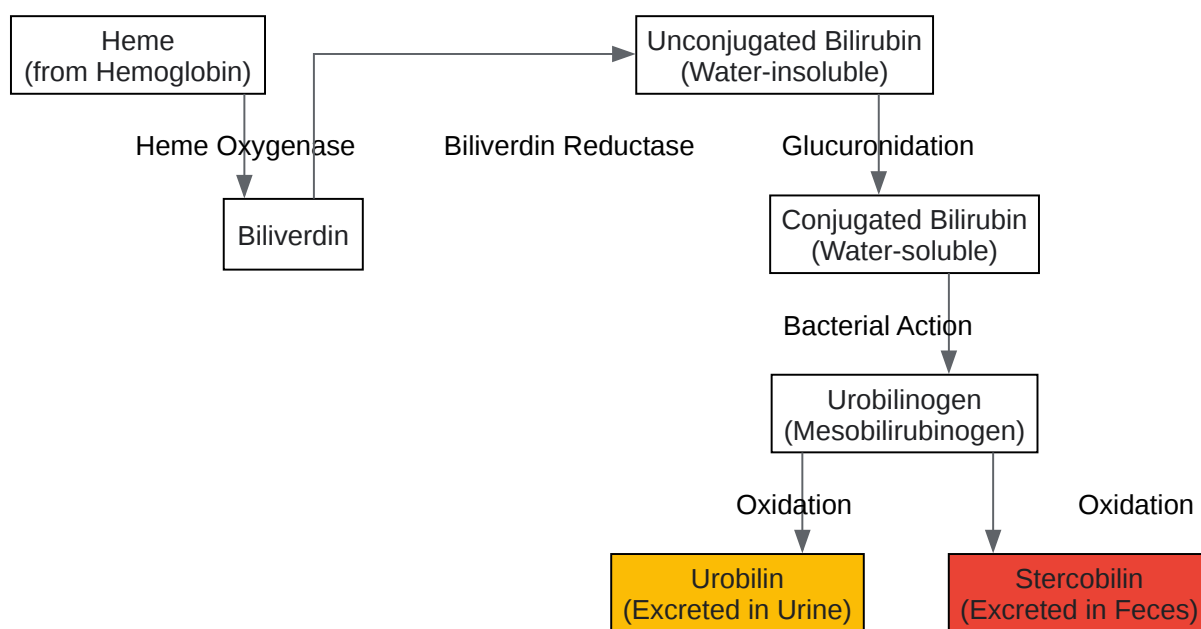 Heme
(from Hemoglobin)
Unconjugated Bilirubin
(Water-insoluble)
Heme Oxygenase
Biliverdin Reductase
Glucuronidation
Biliverdin
Conjugated Bilirubin
(Water-soluble)
Bacterial Action
Urobilinogen
(Mesobilirubinogen)
Oxidation
Oxidation
Urobilin
(Excreted in Urine)
Stercobilin
(Excreted in Feces)